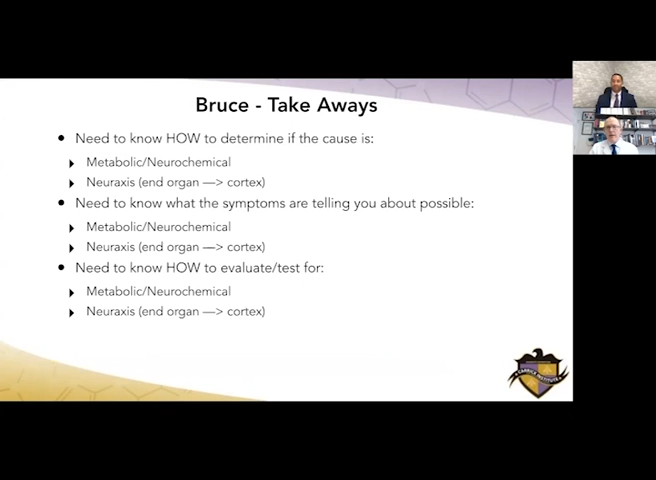 Bruce - Take Aways
• Need to know HOW to determine if the cause is:
Metabolic/Neurochemical
Neuraxis (end organ —> cortex)
• Need to know what the symptoms are telling you about possible:
Metabolic/Neurochemical
Neuraxis (end organ —> cortex)
• Need to know HOW to evaluate/test for:
Metabolic/Neurochemical
Neuraxis (end organ —> cortex)
CARRICK INSTITUTE